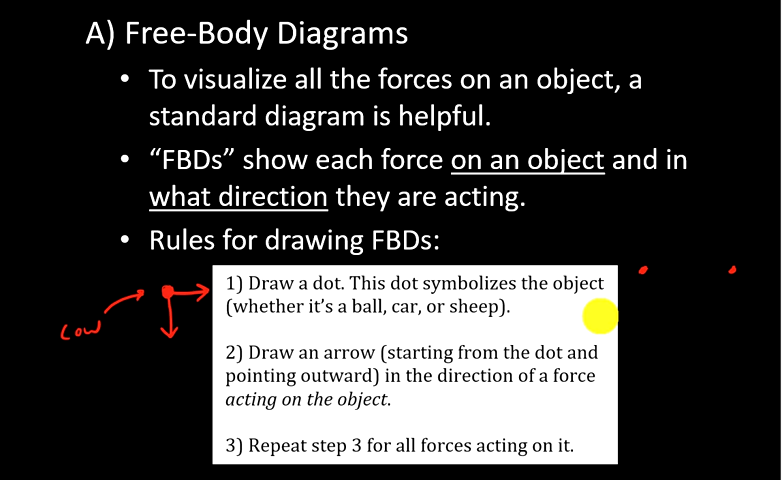 A) Free-Body Diagrams
• To visualize all the forces on an object, a
standard diagram is helpful.
• “FBDs” show each force on an object and in
what direction they are acting.
• Rules for drawing FBDs:
1) Draw a dot. This dot symbolizes the object
(whether it’s a ball, car, or sheep).
cow
2) Draw an arrow (starting from the dot and
pointing outward) in the direction of a force
acting on the object.
3) Repeat step 3 for all forces acting on it.